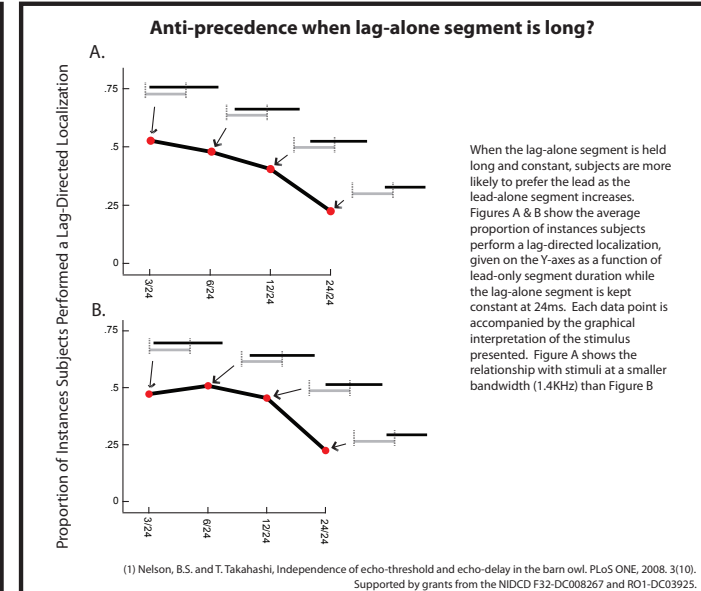 Anti-precedence when lag-alone segment is long?
Proportion of Instances Subjects Performed a Lag-Directed Localization
A.
.75
.5
.25
0
3/24
6/24
12/24
24/24
B.
.75
.5
.25
0
3/24
6/24
12/24
24/24
When the lag-alone segment is held
long and constant, subjects are more
likely to prefer the lead as the
lead-alone segment increases.
Figures A & B show the average
proportion of instances subjects
perform a lag-directed localization,
given on the Y-axes as a function of
lead-only segment duration while
the lag-alone segment is kept
constant at 24ms. Each data point is
accompanied by the graphical
interpretation of the stimulus
presented. Figure A shows the
relationship with stimuli at a smaller
bandwidth (1.4KHz) than Figure B
(1) Nelson, B.S. and T. Takahashi, Independence of echo-threshold and echo-delay in the barn owl. PLoS ONE, 2008. 3(10).
Supported by grants from the NIDCD F32-DC008267 and RO1-DC03925.